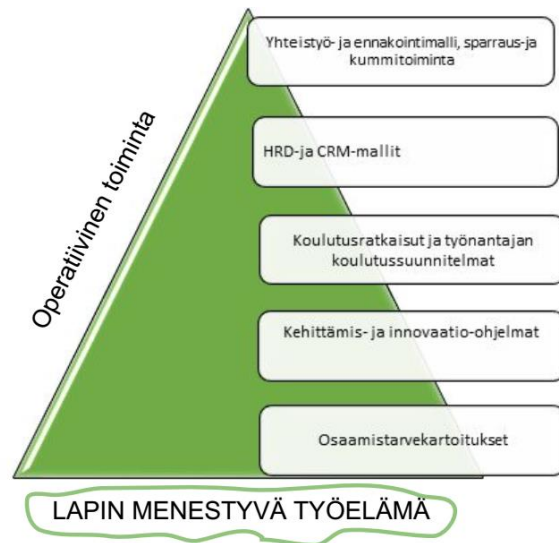 Yhteistyö- ja ennakointimalli, sparraus-ja
kummitoiminta
HRD-ja CRM-mallit
Koulutusratkaisut ja työnantajan
koulutussuunnitelmat
Kehittämis- ja innovaatio-ohjelmat
Osaamistarvekartoitukset
Operatiivinen toiminta
LAPIN MENESTYVÄ TYÖELÄMÄ